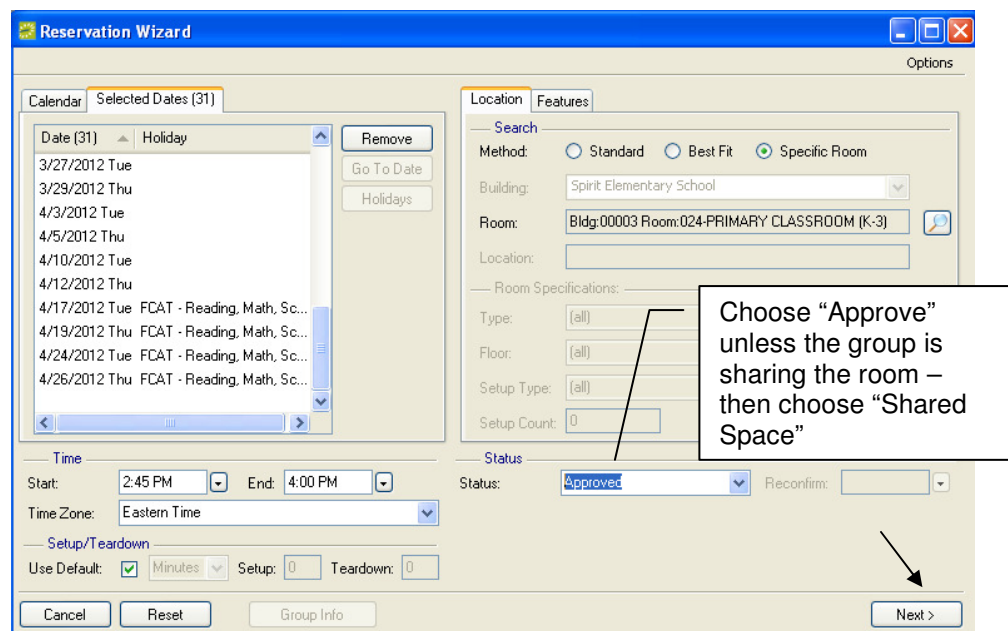 Reservation Wizard
Options
Calendar Selected Dates (31)
Date (31) Holiday
3/27/2012 Tue
3/29/2012 Thu
4/3/2012 Tue
4/5/2012 Thu
4/10/2012 Tue
4/12/2012 Thu
4/17/2012 Tue FCAT - Reading, Math, Sc...
4/19/2012 Thu FCAT - Reading, Math, Sc...
4/24/2012 Tue FCAT - Reading, Math, Sc...
4/26/2012 Thu FCAT - Reading, Math, Sc...
Remove
Go To Date
Holidays
Location Features
Search
Method: Standard Best Fit Specific Room
Building: Spirit Elementary School
Room: Bldg:00003 Room:024-PRIMARY CLASSROOM (K-3)
Location:
Room Specifications:
Type: (all)
Floor: (all)
Setup Type: (all)
Setup Count: 0
Choose “Approve”
unless the group is
sharing the room –
then choose “Shared
Space”
Time
Start: 2:45 PM End: 4:00 PM
Time Zone: Eastern Time
Status
Status: Approved Reconfirm:
Setup/Teardown
Use Default: Minutes Setup: 0 Teardown: 0
Cancel Reset Group Info Next >